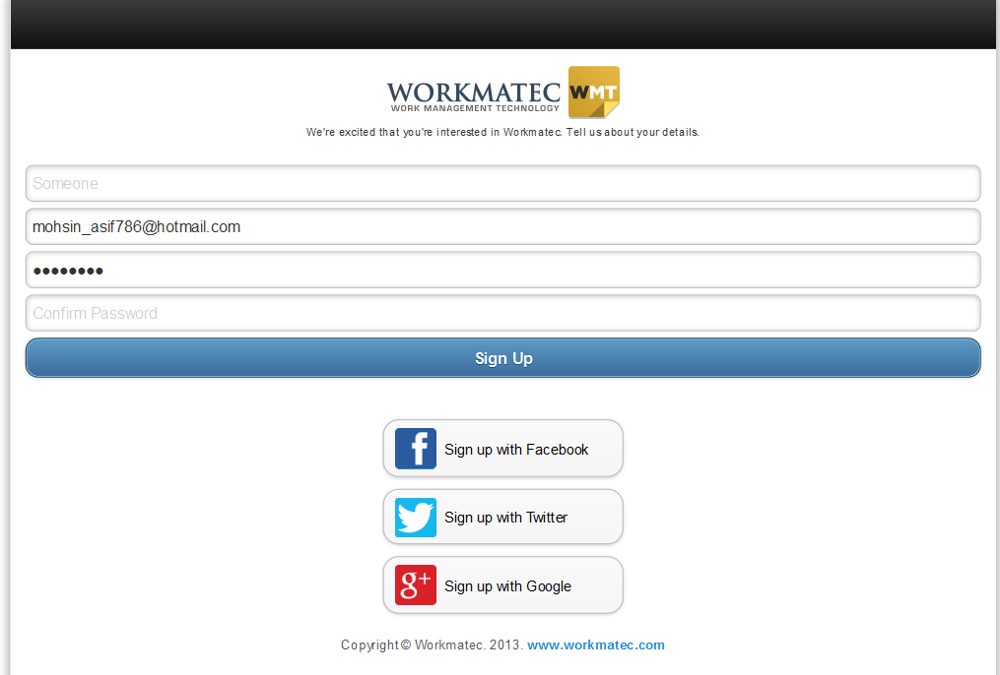 WORKMATEC WMT
WORK MANAGEMENT TECHNOLOGY
We're excited that you're interested in Workmatec. Tell us about your details.
Someone
mohsin_asif786@hotmail.com
••••••••
Confirm Password
Sign Up
f Sign up with Facebook
Sign up with Twitter
g+ Sign up with Google
Copyright© Workmatec. 2013. www.workmatec.com